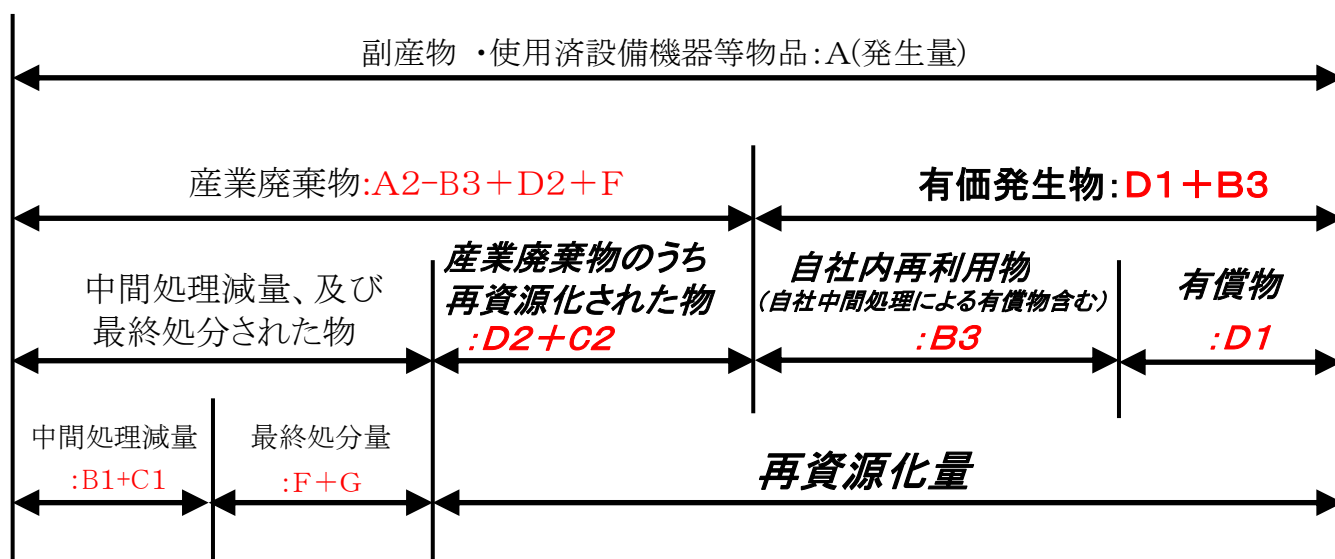 副産物 ・使用済設備機器等物品:A(発生量)
産業廃棄物:A2-B3+D2+F
有価発生物:D1+B3
中間処理減量、及び
最終処分された物
産業廃棄物のうち
再資源化された物
:D2+C2
自社内再利用物
(自社中間処理による有償物含む)
:B3
有償物
:D1
中間処理減量
:B1+C1
最終処分量
:F+G
再資源化量